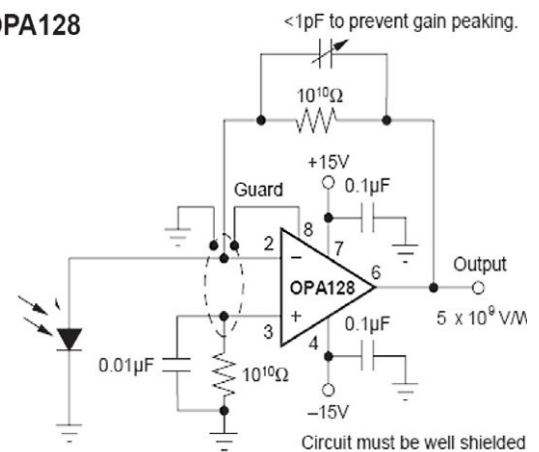 OPA128
<1pF to prevent gain peaking.
10¹⁰Ω
+15V
Guard
0.1µF
8
2
7
–
OPA128
6
Output
+
5 x 10⁹ V/W
3
0.1µF
4
0.01µF
10¹⁰Ω
–15V
Circuit must be well shielded